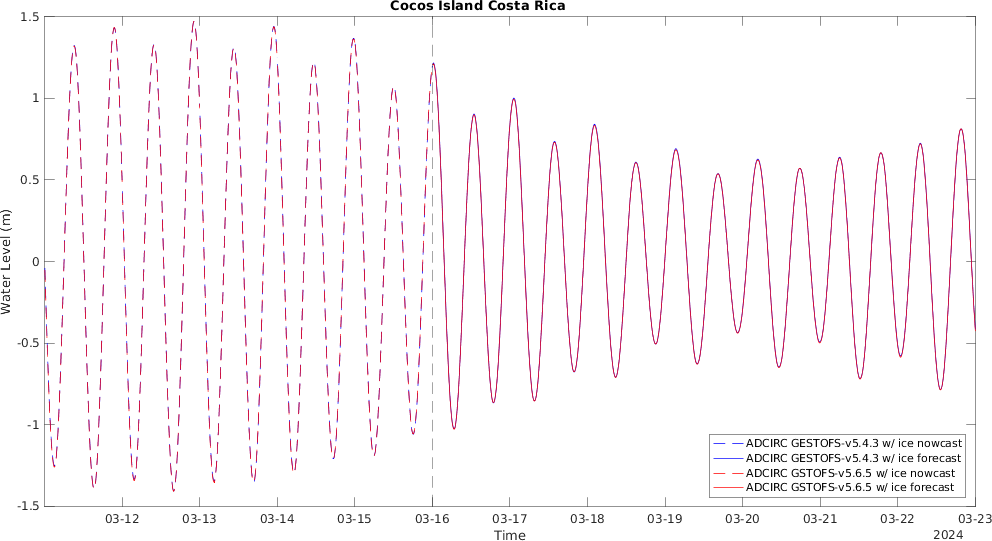 Cocos Island Costa Rica
1.5
1
0.5
0
-0.5
-1
-1.5
Water Level (m)
ADCIRC GESTOFS-v5.4.3 w/ ice nowcast
ADCIRC GESTOFS-v5.4.3 w/ ice forecast
ADCIRC GSTOFS-v5.6.5 w/ ice nowcast
ADCIRC GSTOFS-v5.6.5 w/ ice forecast
03-12 03-13 03-14 03-15 03-16 03-17 03-18 03-19 03-20 03-21 03-22 03-23
Time
2024